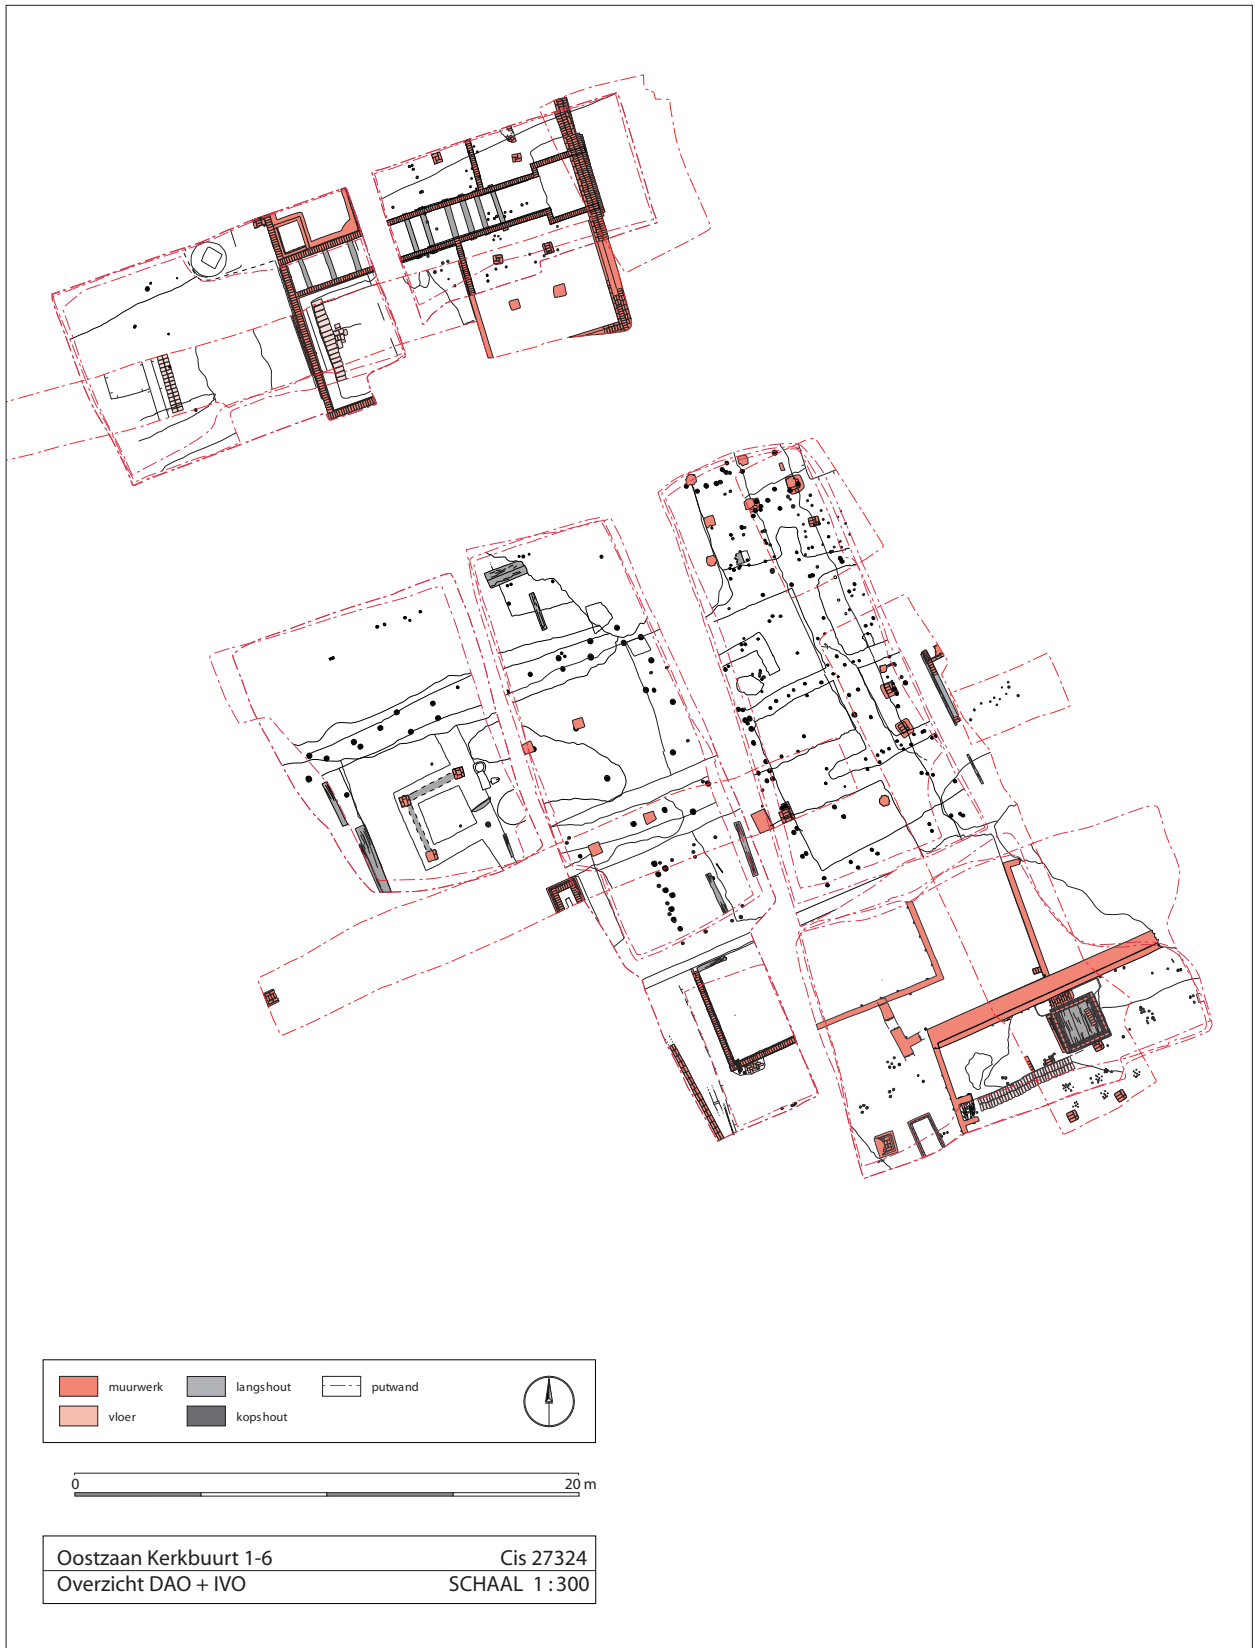 muurwerk langshout putwand
vloer kopshout
0 20 m
Oostzaan Kerkbuurt 1-6 Cis 27324
Overzicht DAO + IVO SCHAAL 1 : 300